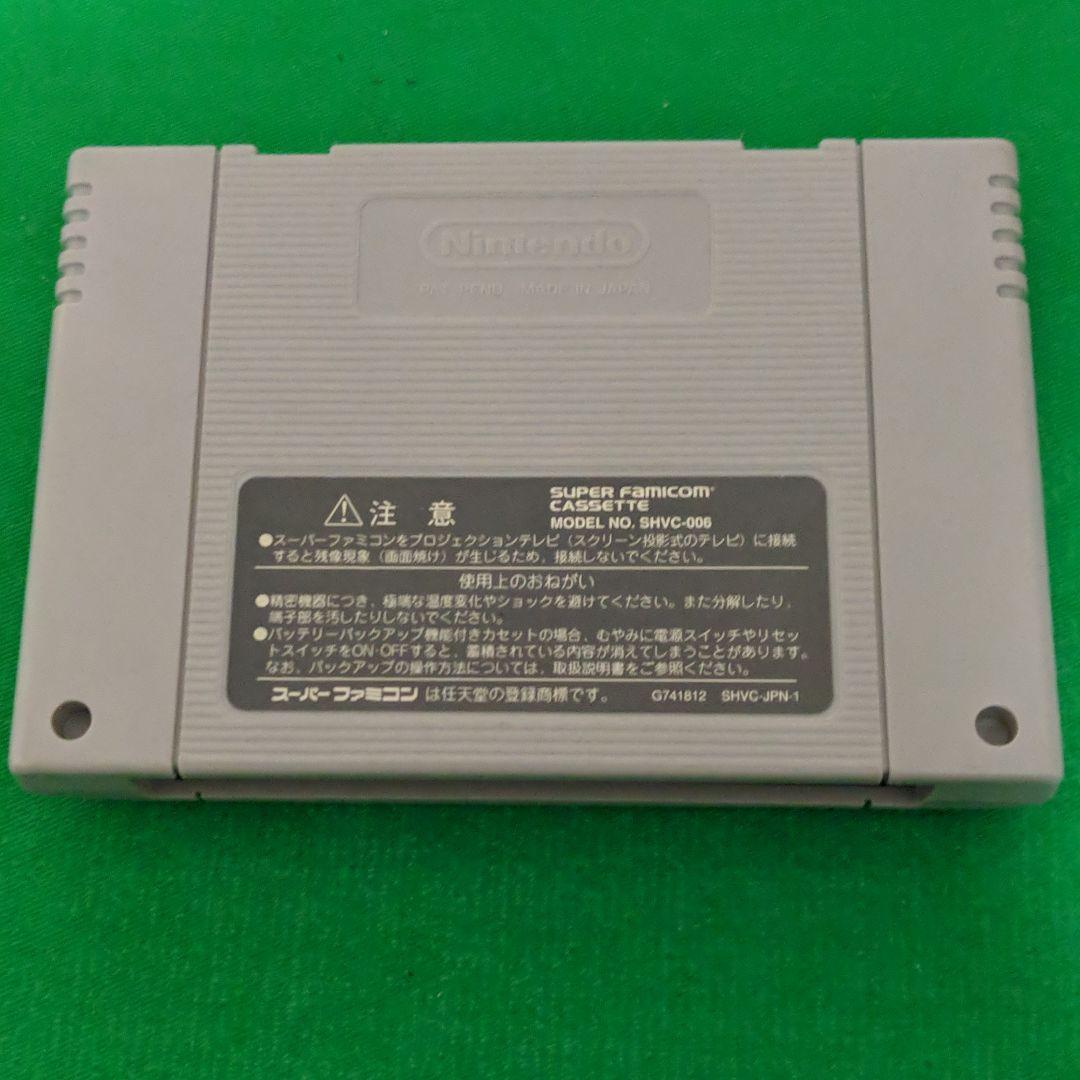 Nintendo
PAT. PEND. MADE IN JAPAN
⚠注 意
SUPER FAMICOM
CASSETTE
MODEL NO. SHVC-006
●スーパーファミコンをプロジェクションテレビ（スクリーン投影式のテレビ）に接続
すると残像現象（画面焼け）が生じるため、接続しないでください。
使用上のおねがい
●精密機器につき、極端な温度変化やショックを避けてください。また分解したり、
端子部を汚したりしないでください。
●バッテリーバックアップ機能付きカセットの場合、むやみに電源スイッチやリセッ
トスイッチをON・OFFすると、蓄積されている内容が消えてしまうことがあります。
なお、バックアップの操作方法については、取扱説明書をご参照ください。
スーパーファミコン は任天堂の登録商標です。 G741812 SHVC-JPN-1